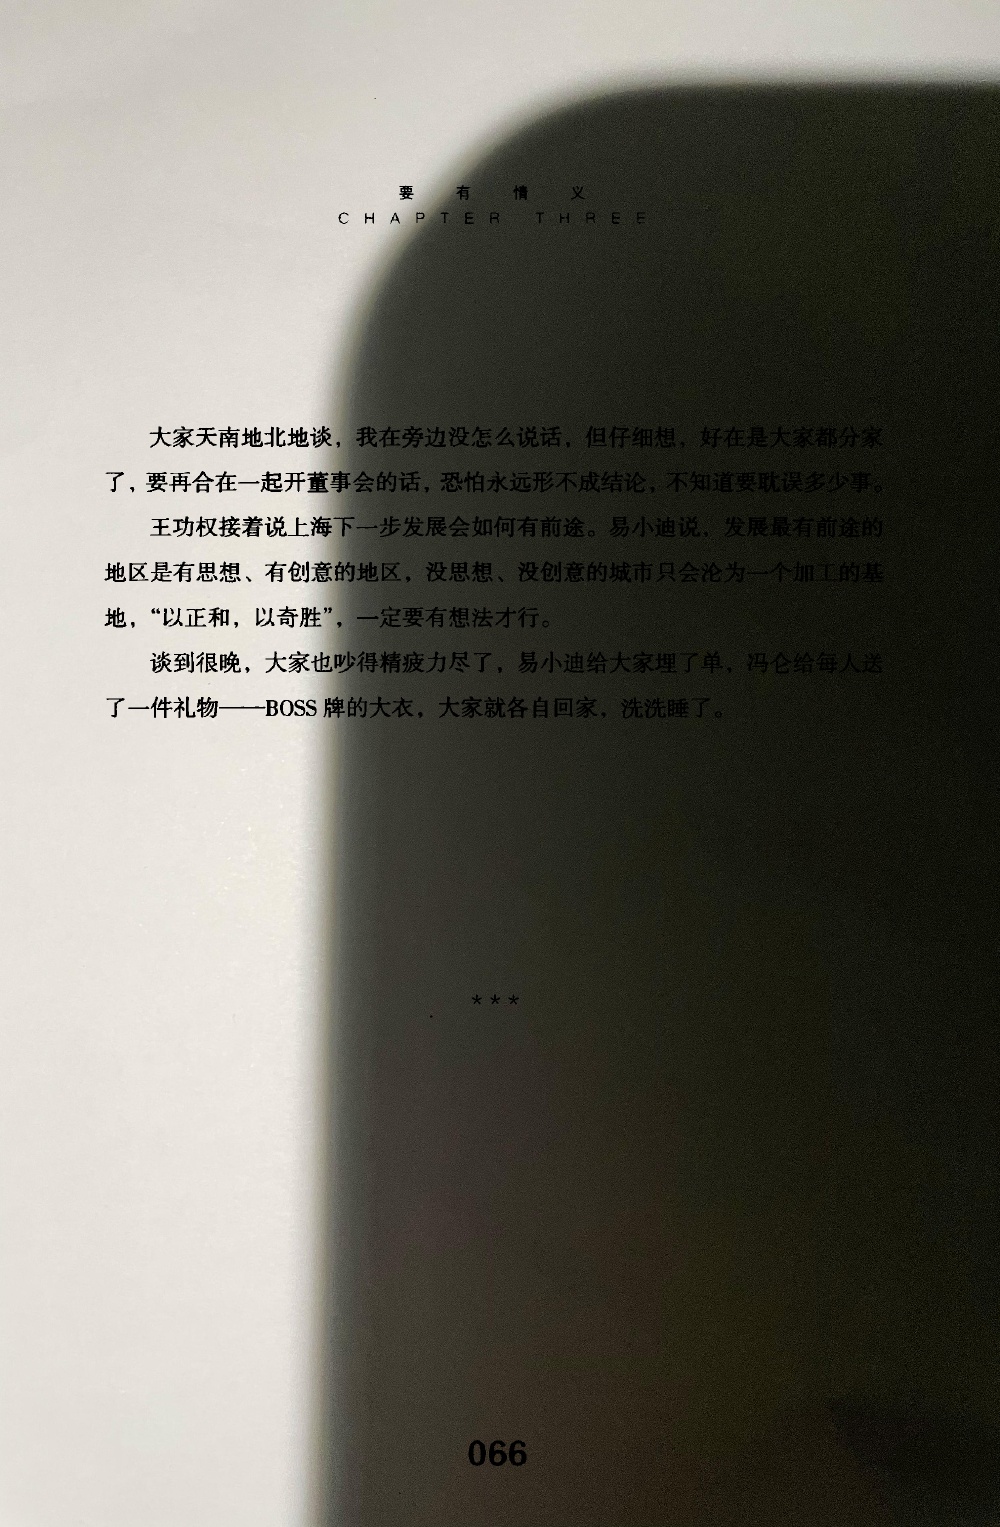 要有情义
CHAPTER THREE
大家天南地北地谈，我在旁边没怎么说话，但仔细想，好在是大家都分家
了，要再合在一起开董事会的话，恐怕永远形不成结论，不知道要耽误多少事。
王功权接着说上海下一步发展会如何有前途。易小迪说，发展最有前途的
地区是有思想、有创意的地区，没思想、没创意的城市只会沦为一个加工的基
地，“以正和，以奇胜”，一定要有想法才行。
谈到很晚，大家也吵得精疲力尽了，易小迪给大家埋了单，冯仑给每人送
了一件礼物——BOSS 牌的大衣，大家就各自回家，洗洗睡了。
***
066